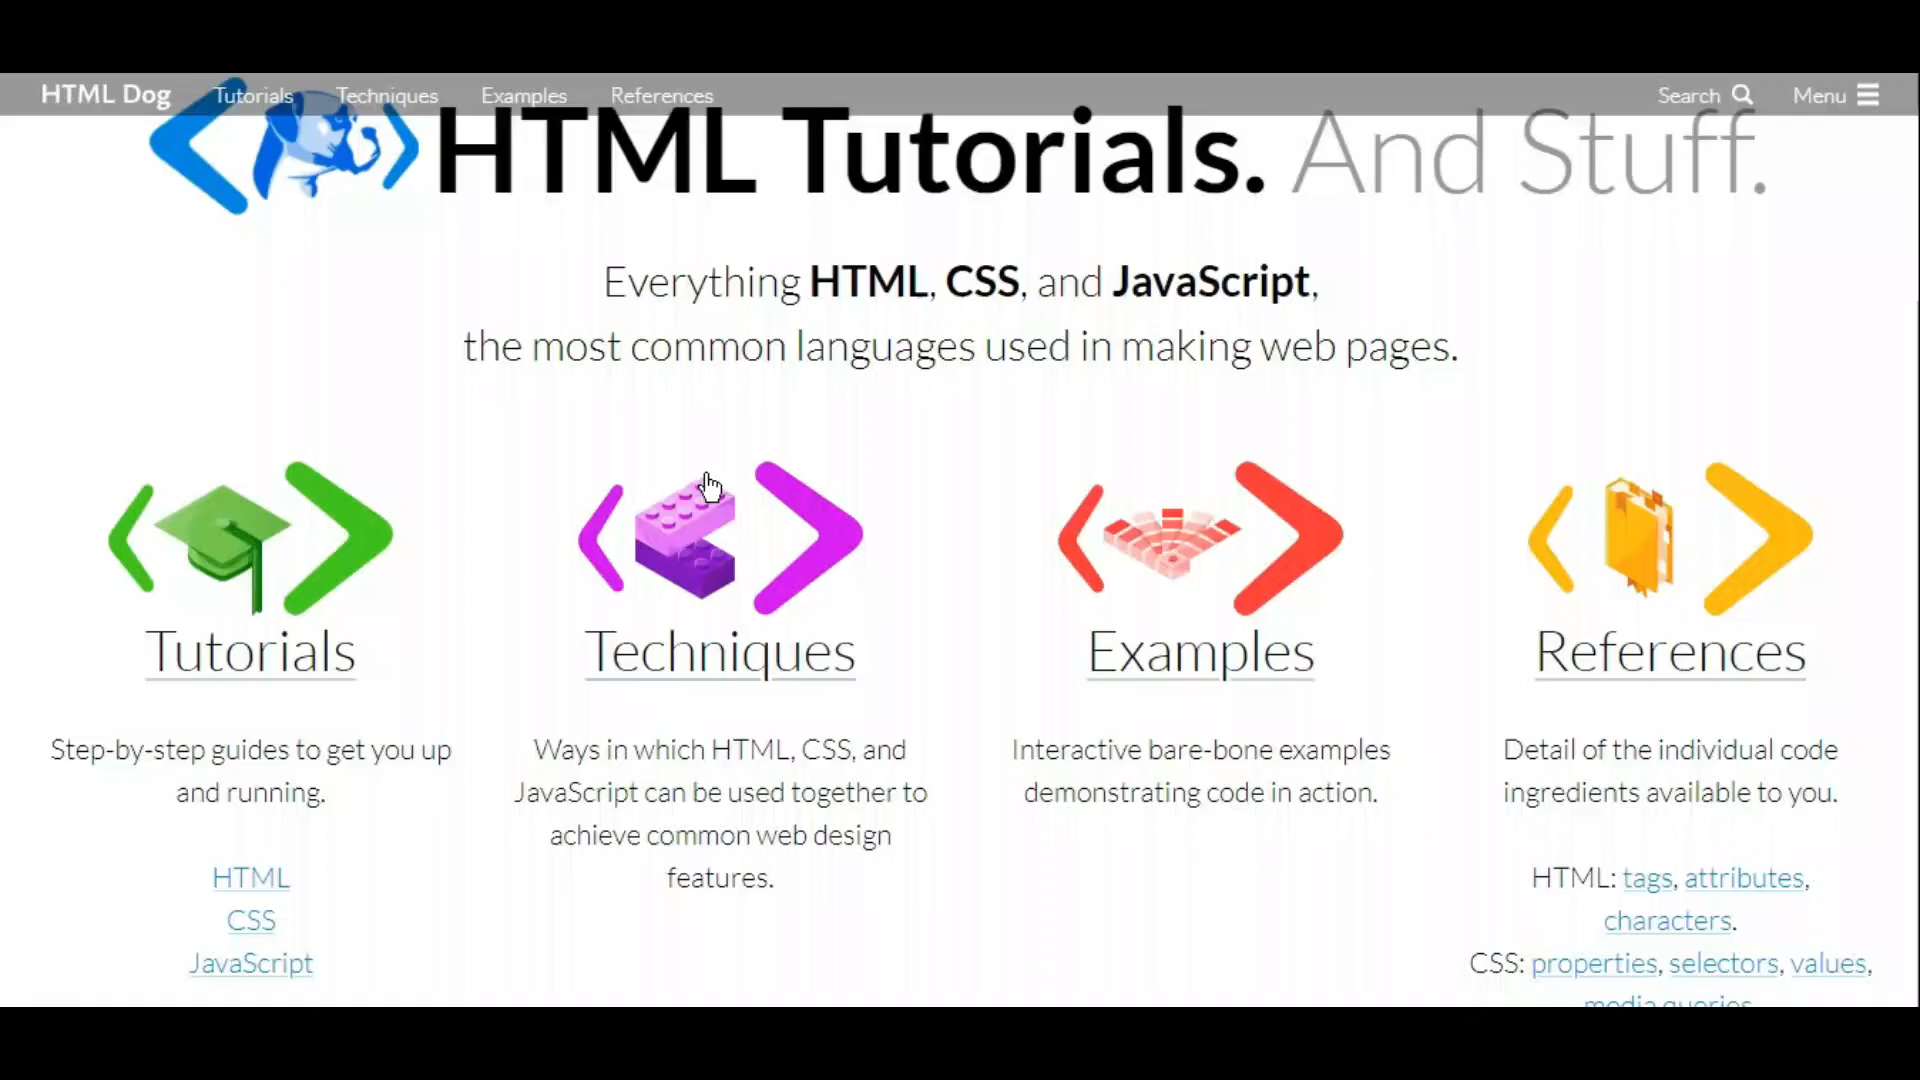 HTML Dog Tutorials Techniques Examples References Search Menu
HTML Tutorials. And Stuff.
Everything HTML, CSS, and JavaScript,
the most common languages used in making web pages.
Tutorials
Step-by-step guides to get you up
and running.
HTML
CSS
JavaScript
Techniques
Ways in which HTML, CSS, and
JavaScript can be used together to
achieve common web design
features.
Examples
Interactive bare-bone examples
demonstrating code in action.
References
Detail of the individual code
ingredients available to you.
HTML: tags, attributes,
characters.
CSS: properties, selectors, values,
media queries